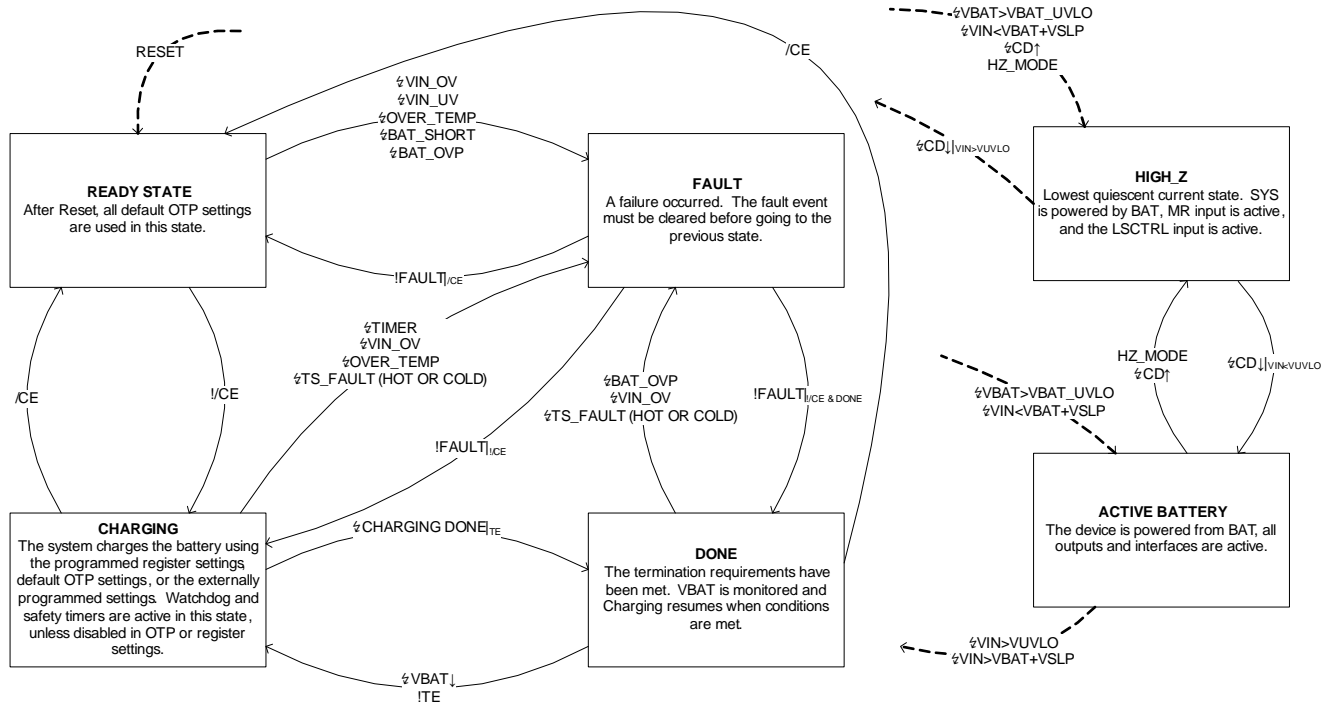 RESET
READY STATE
After Reset, all default OTP settings
are used in this state.
↯VIN_OV
↯VIN_UV
↯OVER_TEMP
↯BAT_SHORT
↯BAT_OVP
/CE
FAULT
A failure occurred. The fault event
must be cleared before going to the
previous state.
!FAULT|/CE
/CE
!/CE
↯TIMER
↯VIN_OV
↯OVER_TEMP
↯TS_FAULT (HOT OR COLD)
!FAULT|!/CE
↯BAT_OVP
↯VIN_OV
↯TS_FAULT (HOT OR COLD)
!FAULT|!/CE & DONE
CHARGING
The system charges the battery using
the programmed register settings,
default OTP settings, or the externally
programmed settings. Watchdog and
safety timers are active in this state,
unless disabled in OTP or register
settings.
↯CHARGING DONE|TE
DONE
The termination requirements have
been met. VBAT is monitored and
Charging resumes when conditions
are met.
↯VBAT↓
!TE
↯VBAT>VBAT_UVLO
↯VIN<VBAT+VSLP
↯CD↑
HZ_MODE
↯CD↓|VIN>VUVLO
HIGH_Z
Lowest quiescent current state. SYS
is powered by BAT, MR input is active,
and the LSCTRL input is active.
HZ_MODE
↯CD↑
↯CD↓|VIN<VUVLO
↯VBAT>VBAT_UVLO
↯VIN<VBAT+VSLP
ACTIVE BATTERY
The device is powered from BAT, all
outputs and interfaces are active.
↯VIN>VUVLO
↯VIN>VBAT+VSLP